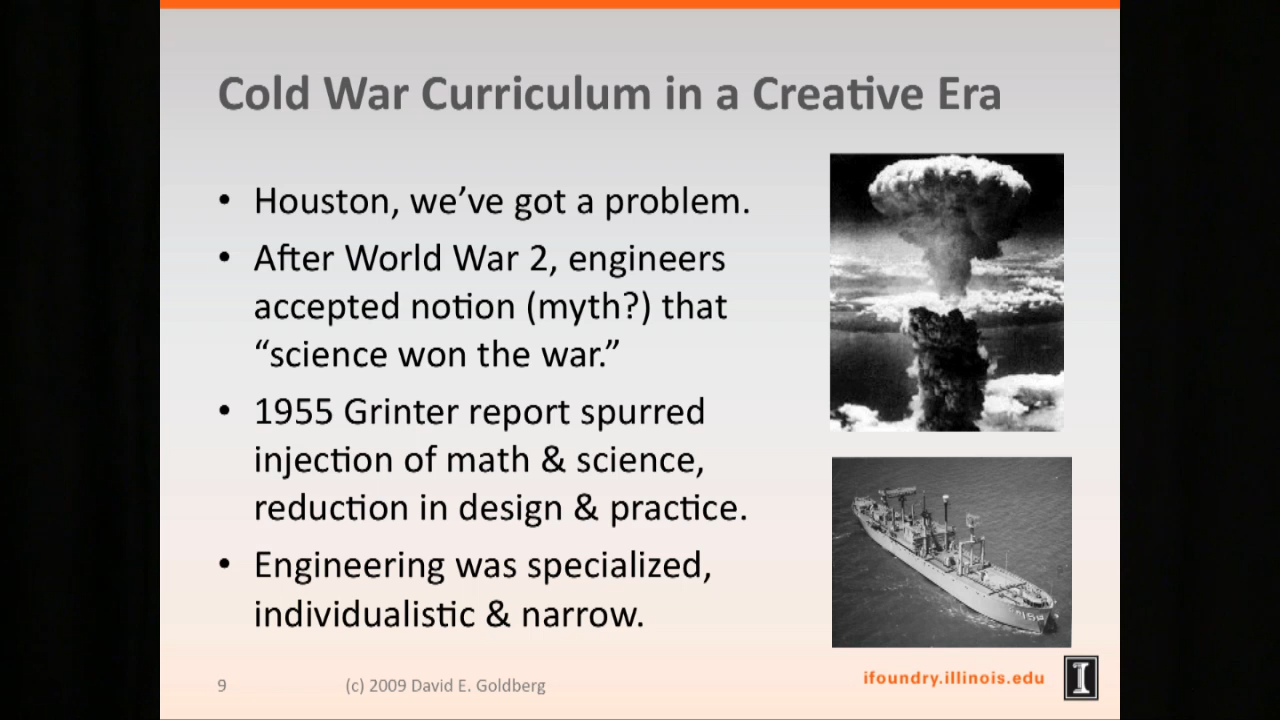 Cold War Curriculum in a Creative Era
• Houston, we’ve got a problem.
• After World War 2, engineers
accepted notion (myth?) that
“science won the war.”
• 1955 Grinter report spurred
injection of math & science,
reduction in design & practice.
• Engineering was specialized,
individualistic & narrow.
9
(c) 2009 David E. Goldberg
ifoundry.illinois.edu
I